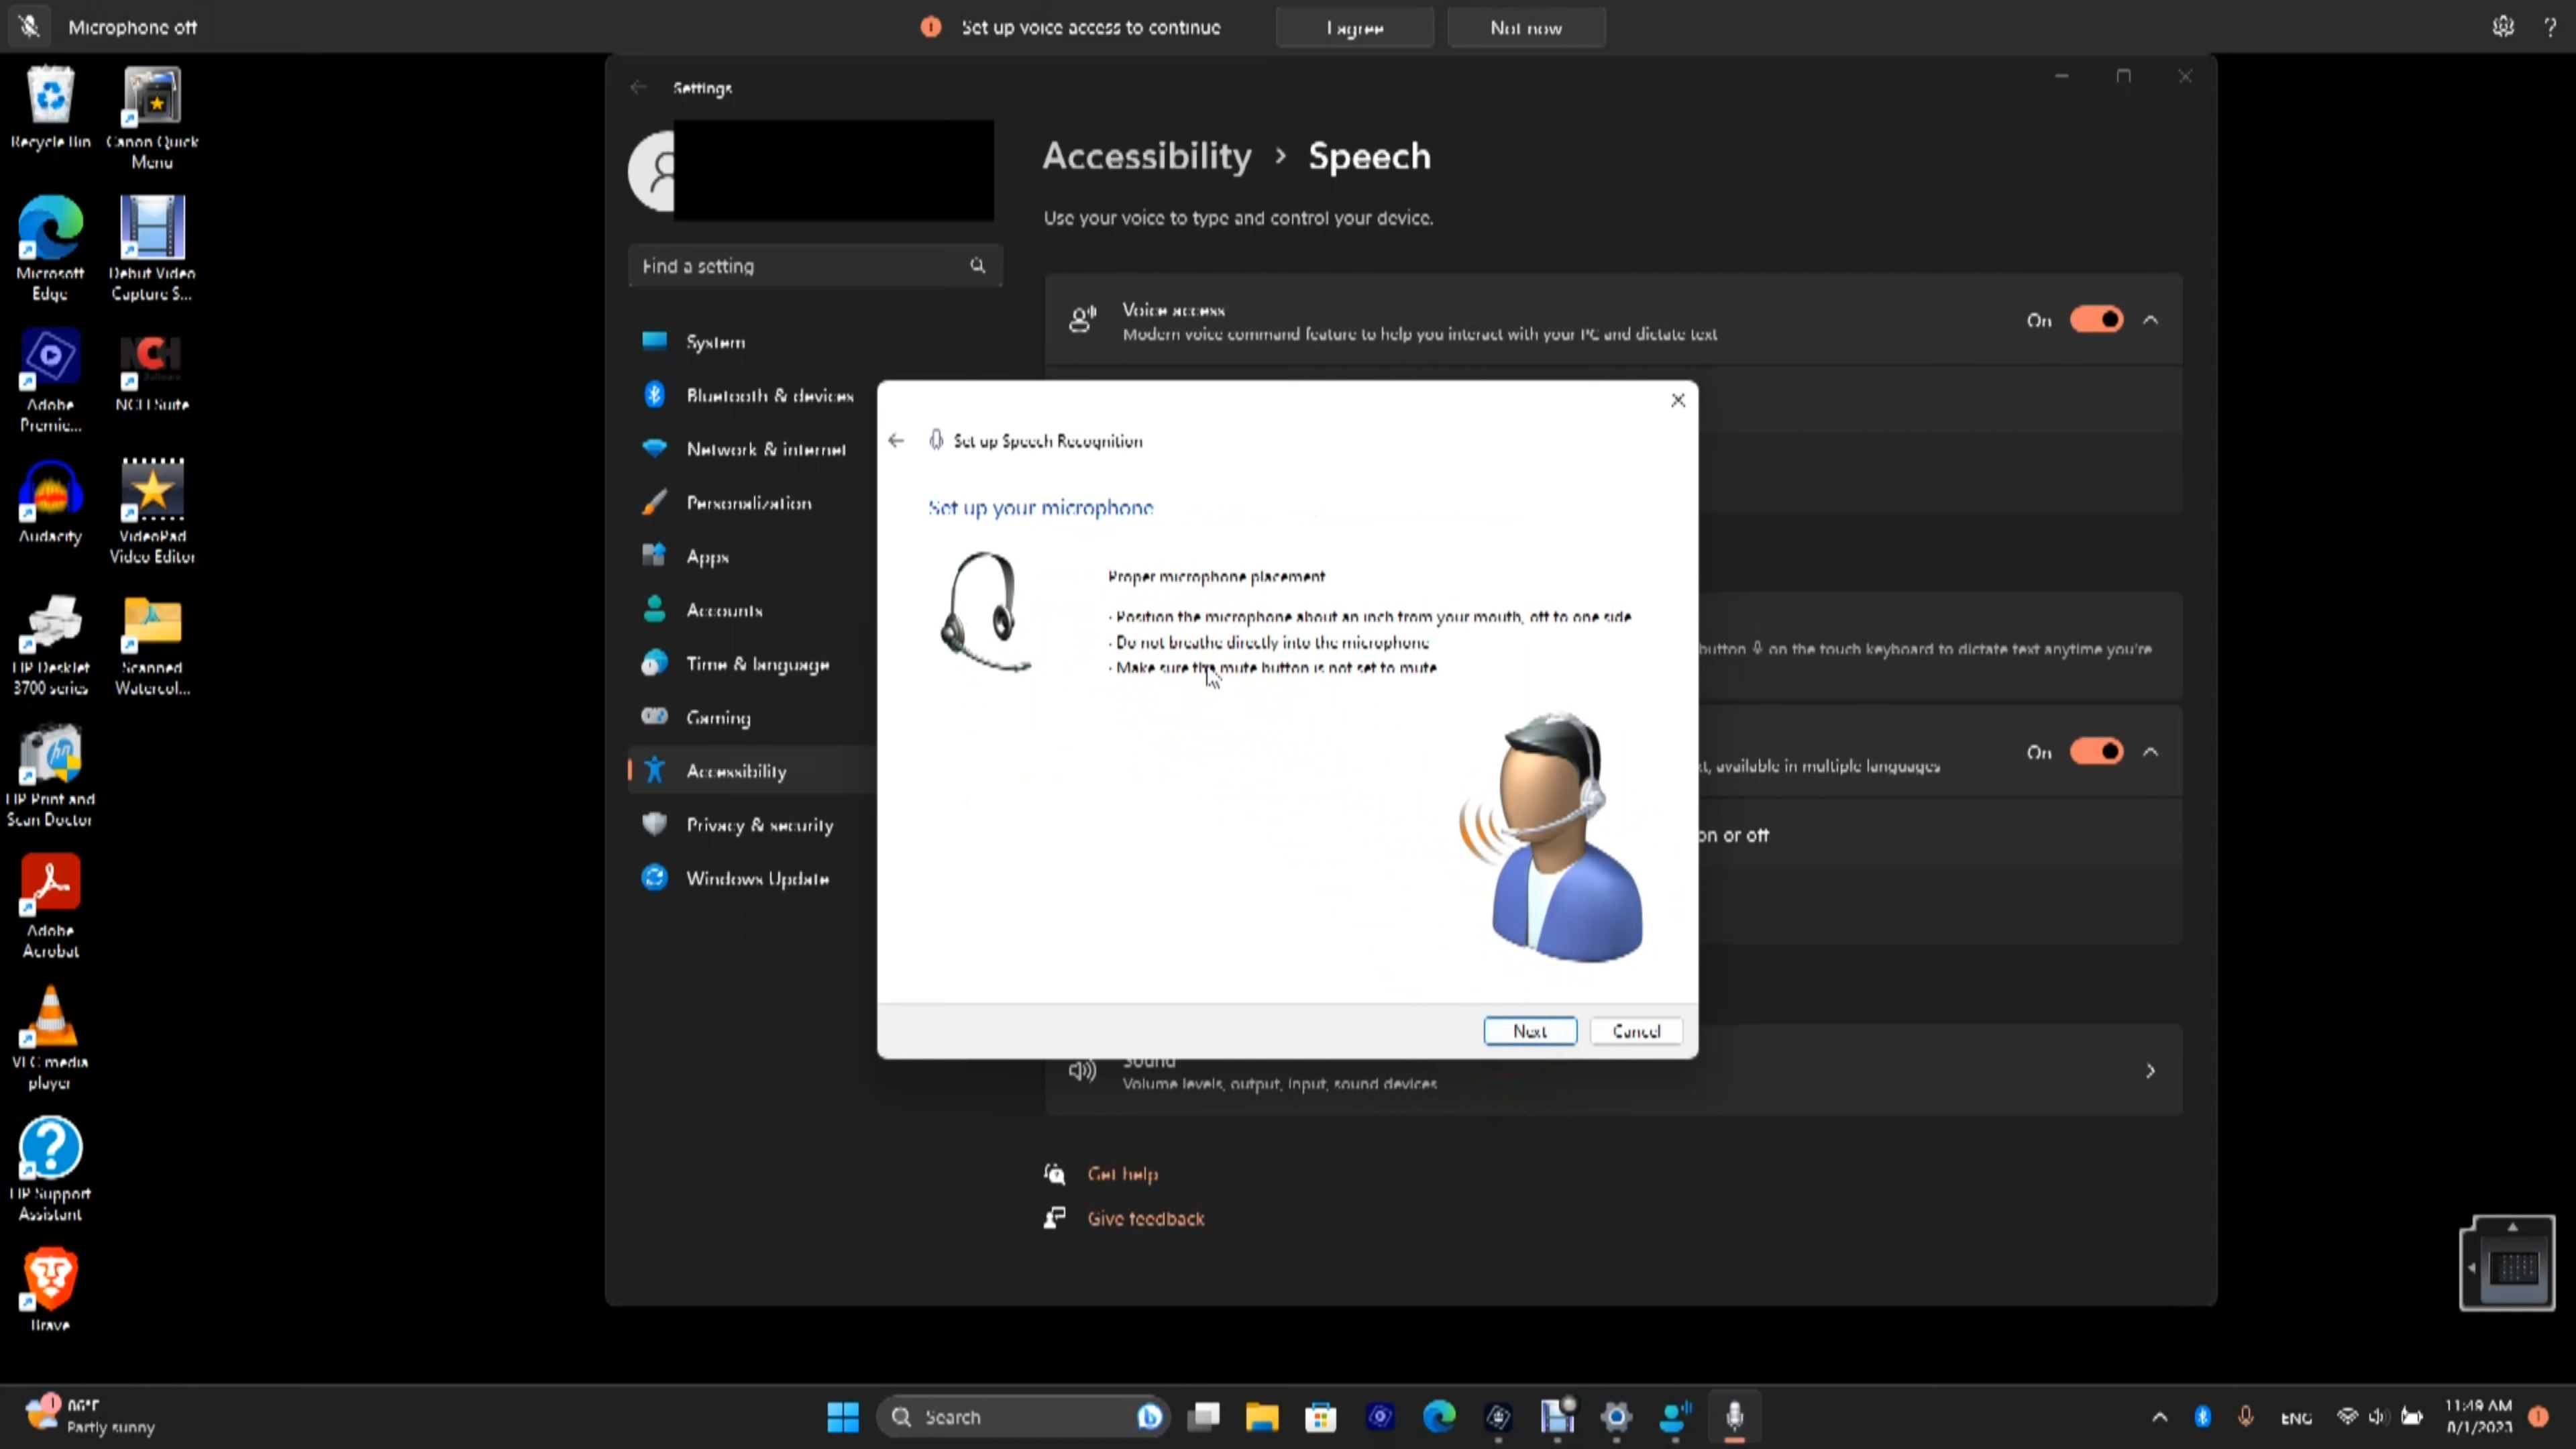 Microphone off
Set up voice access to continue
I agree
Not now
?
Recycle Bin
Canon Quick
Menu
Microsoft
Edge
Debut Video
Capture S...
Adobe
Premie...
NCH Suite
Audacity
VideoPad
Video Editor
HP DeskJet
3700 series
Scanned
Watercol...
HP Print and
Scan Doctor
Adobe
Acrobat
VLC media
player
HP Support
Assistant
Brave
Settings
Find a setting
System
Bluetooth & devices
Network & internet
Personalization
Apps
Accounts
Time & language
Gaming
Accessibility
Privacy & security
Windows Update
Accessibility > Speech
Use your voice to type and control your device.
Voice access
Modern voice command feature to help you interact with your PC and dictate text
On
Set up Speech Recognition
Set up your microphone
Proper microphone placement
· Position the microphone about an inch from your mouth, off to one side
· Do not breathe directly into the microphone
· Make sure the mute button is not set to mute
Next
Cancel
button on the touch keyboard to dictate text anytime you're
On
, available in multiple languages
on or off
Sound
Volume levels, output, input, sound devices
Get help
Give feedback
Partly sunny
Search
ENG
11:49 AM
8/1/2023